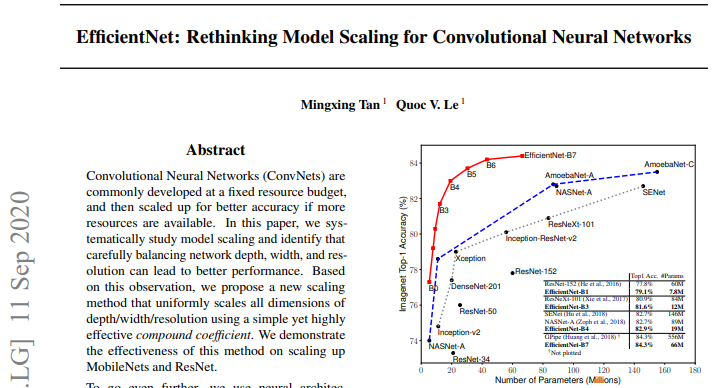 EfficientNet: Rethinking Model Scaling for Convolutional Neural Networks
Mingxing Tan 1 Quoc V. Le 1
.LG] 11 Sep 2020
Abstract
Convolutional Neural Networks (ConvNets) are
commonly developed at a fixed resource budget,
and then scaled up for better accuracy if more
resources are available. In this paper, we sys-
tematically study model scaling and identify that
carefully balancing network depth, width, and res-
olution can lead to better performance. Based
on this observation, we propose a new scaling
method that uniformly scales all dimensions of
depth/width/resolution using a simple yet highly
effective compound coefficient. We demonstrate
the effectiveness of this method on scaling up
MobileNets and ResNet.
To go even further, we use neural architec-
Imagenet Top-1 Accuracy (%)
84
82
80
78
76
74
EfficientNet-B7
B6
B5
B4
B3
B0
AmoebaNet-C
AmoebaNet-A
NASNet-A
SENet
ResNeXt-101
Inception-ResNet-v2
Xception
ResNet-152
DenseNet-201
ResNet-50
Inception-v2
NASNet-A
ResNet-34
Top1 Acc. #Params
ResNet-152 (He et al., 2016) 77.8% 60M
EfficientNet-B1 79.1% 7.8M
ResNeXt-101 (Xie et al., 2017) 80.9% 84M
EfficientNet-B3 81.6% 12M
SENet (Hu et al., 2018) 82.7% 146M
NASNet-A (Zoph et al., 2018) 82.7% 89M
EfficientNet-B4 82.9% 19M
GPipe (Huang et al., 2018) † 84.3% 556M
EfficientNet-B7 84.3% 66M
†Not plotted
0 20 40 60 80 100 120 140 160 180
Number of Parameters (Millions)